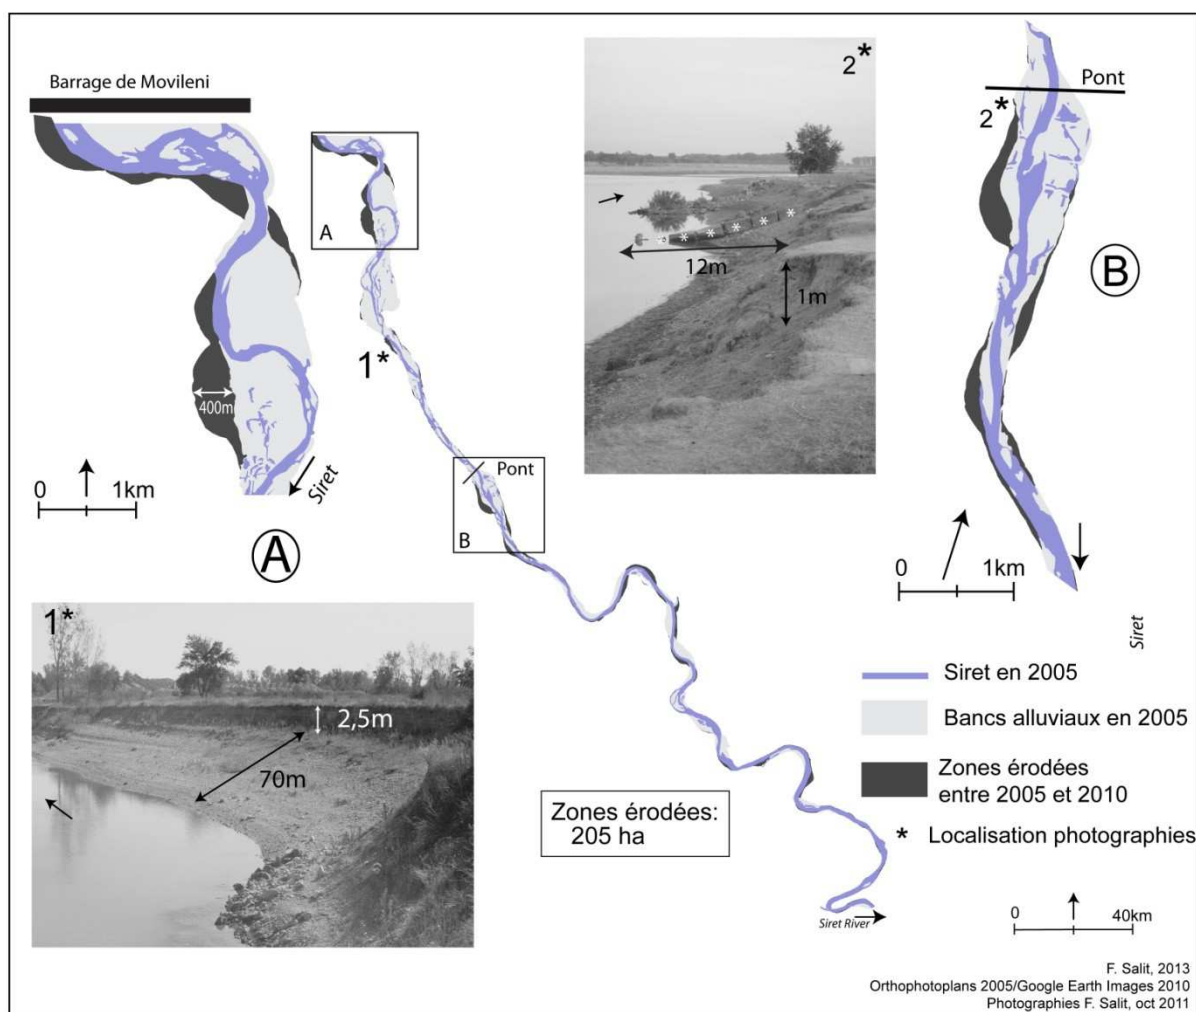 Barrage de Movileni
400m
0 1km
Siret
A
A
1*
Pont
B
2*
12m
1m
Pont
2*
B
0 1km
Siret
1*
2,5m
70m
Zones érodées:
205 ha
Siret River
Siret en 2005
Bancs alluviaux en 2005
Zones érodées
entre 2005 et 2010
* Localisation photographies
0 40km
F. Salit, 2013
Orthophotoplans 2005/Google Earth Images 2010
Photographies F. Salit, oct 2011